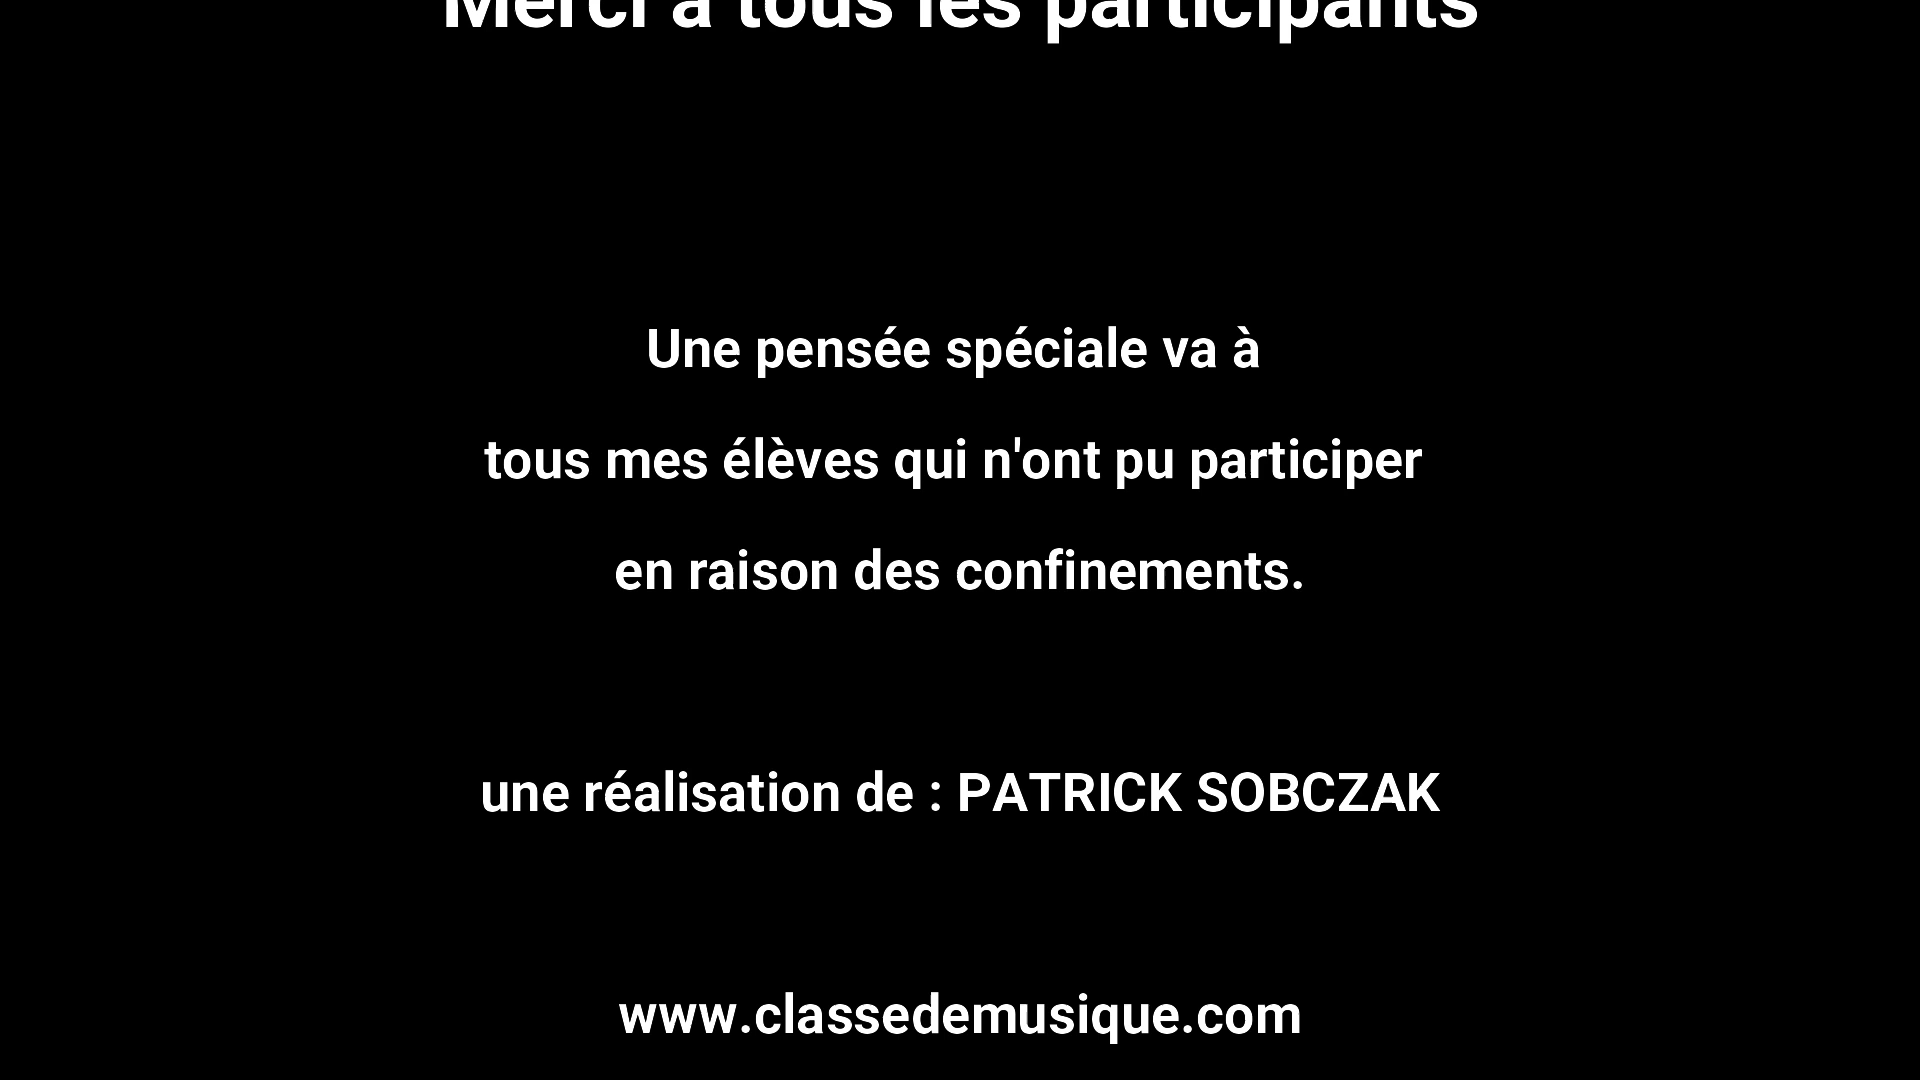 Merci à tous les participants
Une pensée spéciale va à
tous mes élèves qui n'ont pu participer
en raison des confinements.
une réalisation de : PATRICK SOBCZAK
www.classedemusique.com